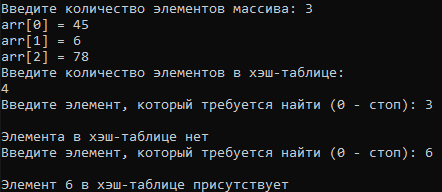 Введите количество элементов массива: 3
arr[0] = 45
arr[1] = 6
arr[2] = 78
Введите количество элементов в хэш-таблице:
4
Введите элемент, который требуется найти (0 - стоп): 3
Элемента в хэш-таблице нет
Введите элемент, который требуется найти (0 - стоп): 6
Элемент 6 в хэш-таблице присутствует